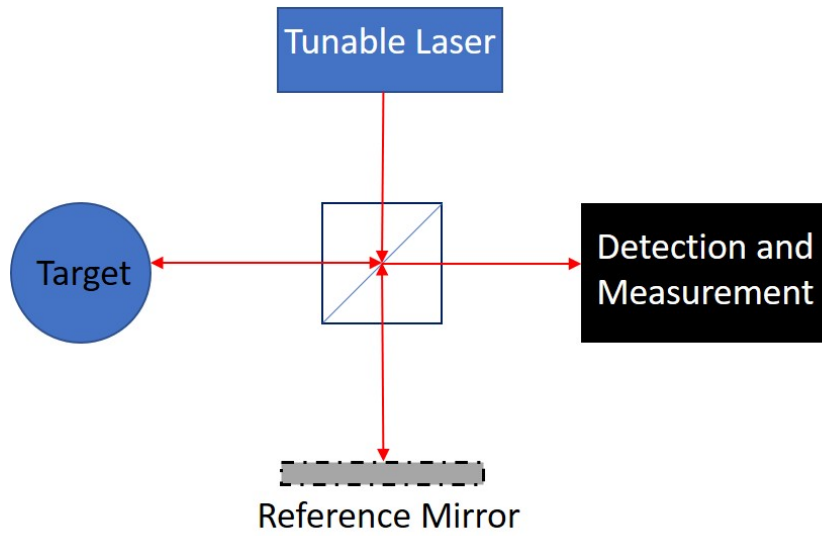 Tunable Laser
Target
Detection and
Measurement
Reference Mirror